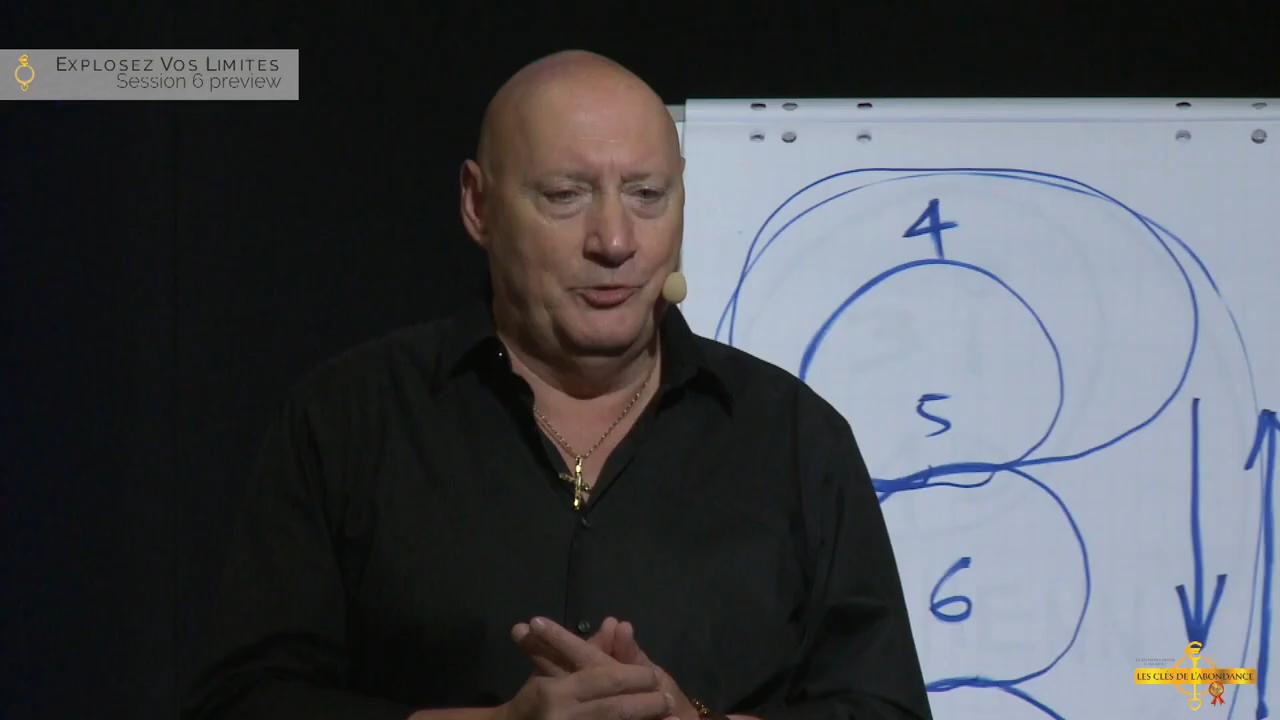 EXPLOSEZ VOS LIMITES
Session 6 preview
4
5
6
LES CLÉS DE L'ABONDANCE